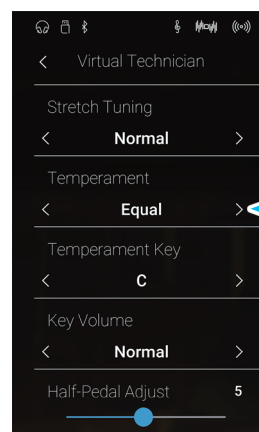 Virtual Technician
Stretch Tuning
Normal
Temperament
Equal
Temperament Key
C
Key Volume
Normal
Half-Pedal Adjust 5